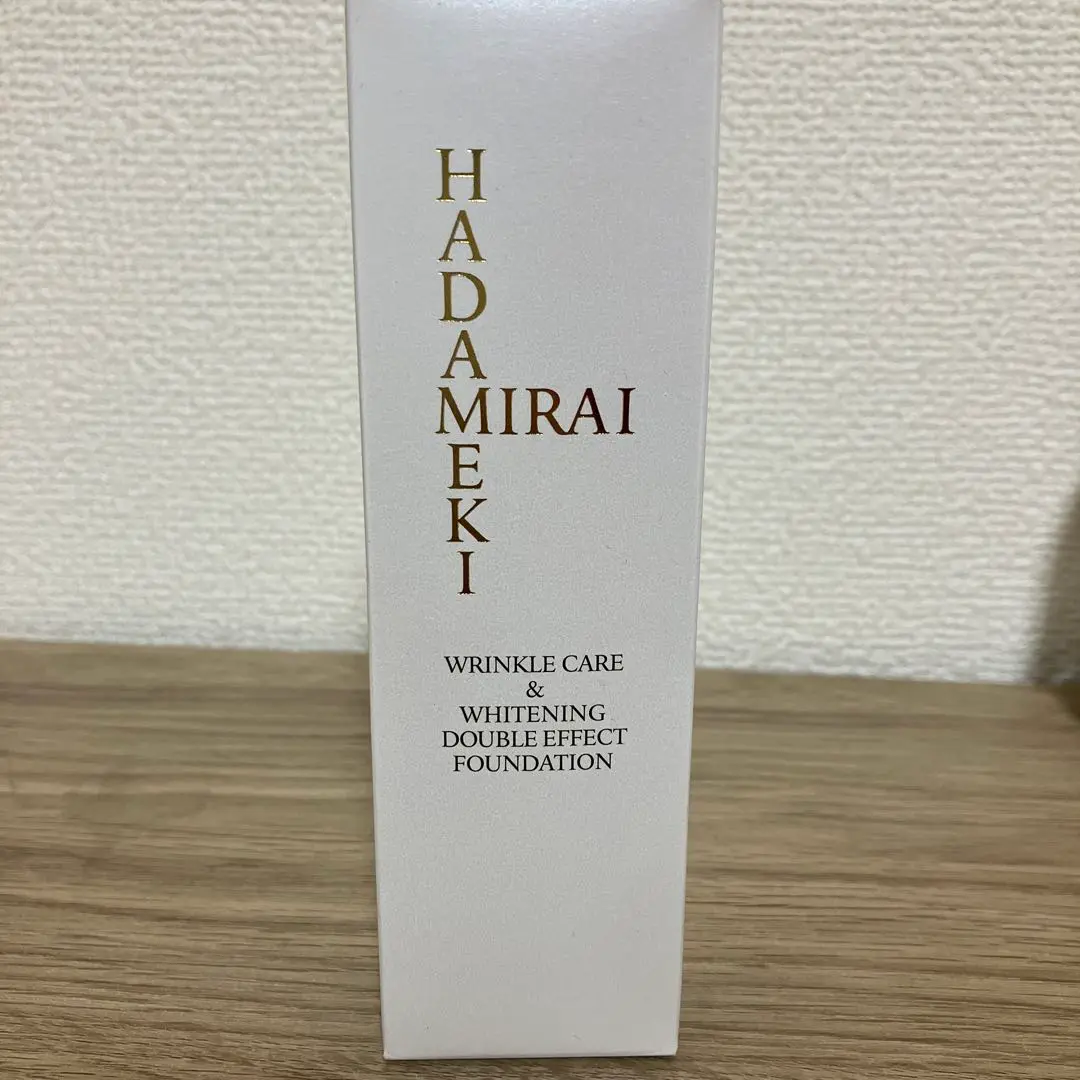 HADAMEKI
MIRAI
WRINKLE CARE
&
WHITENING
DOUBLE EFFECT
FOUNDATION